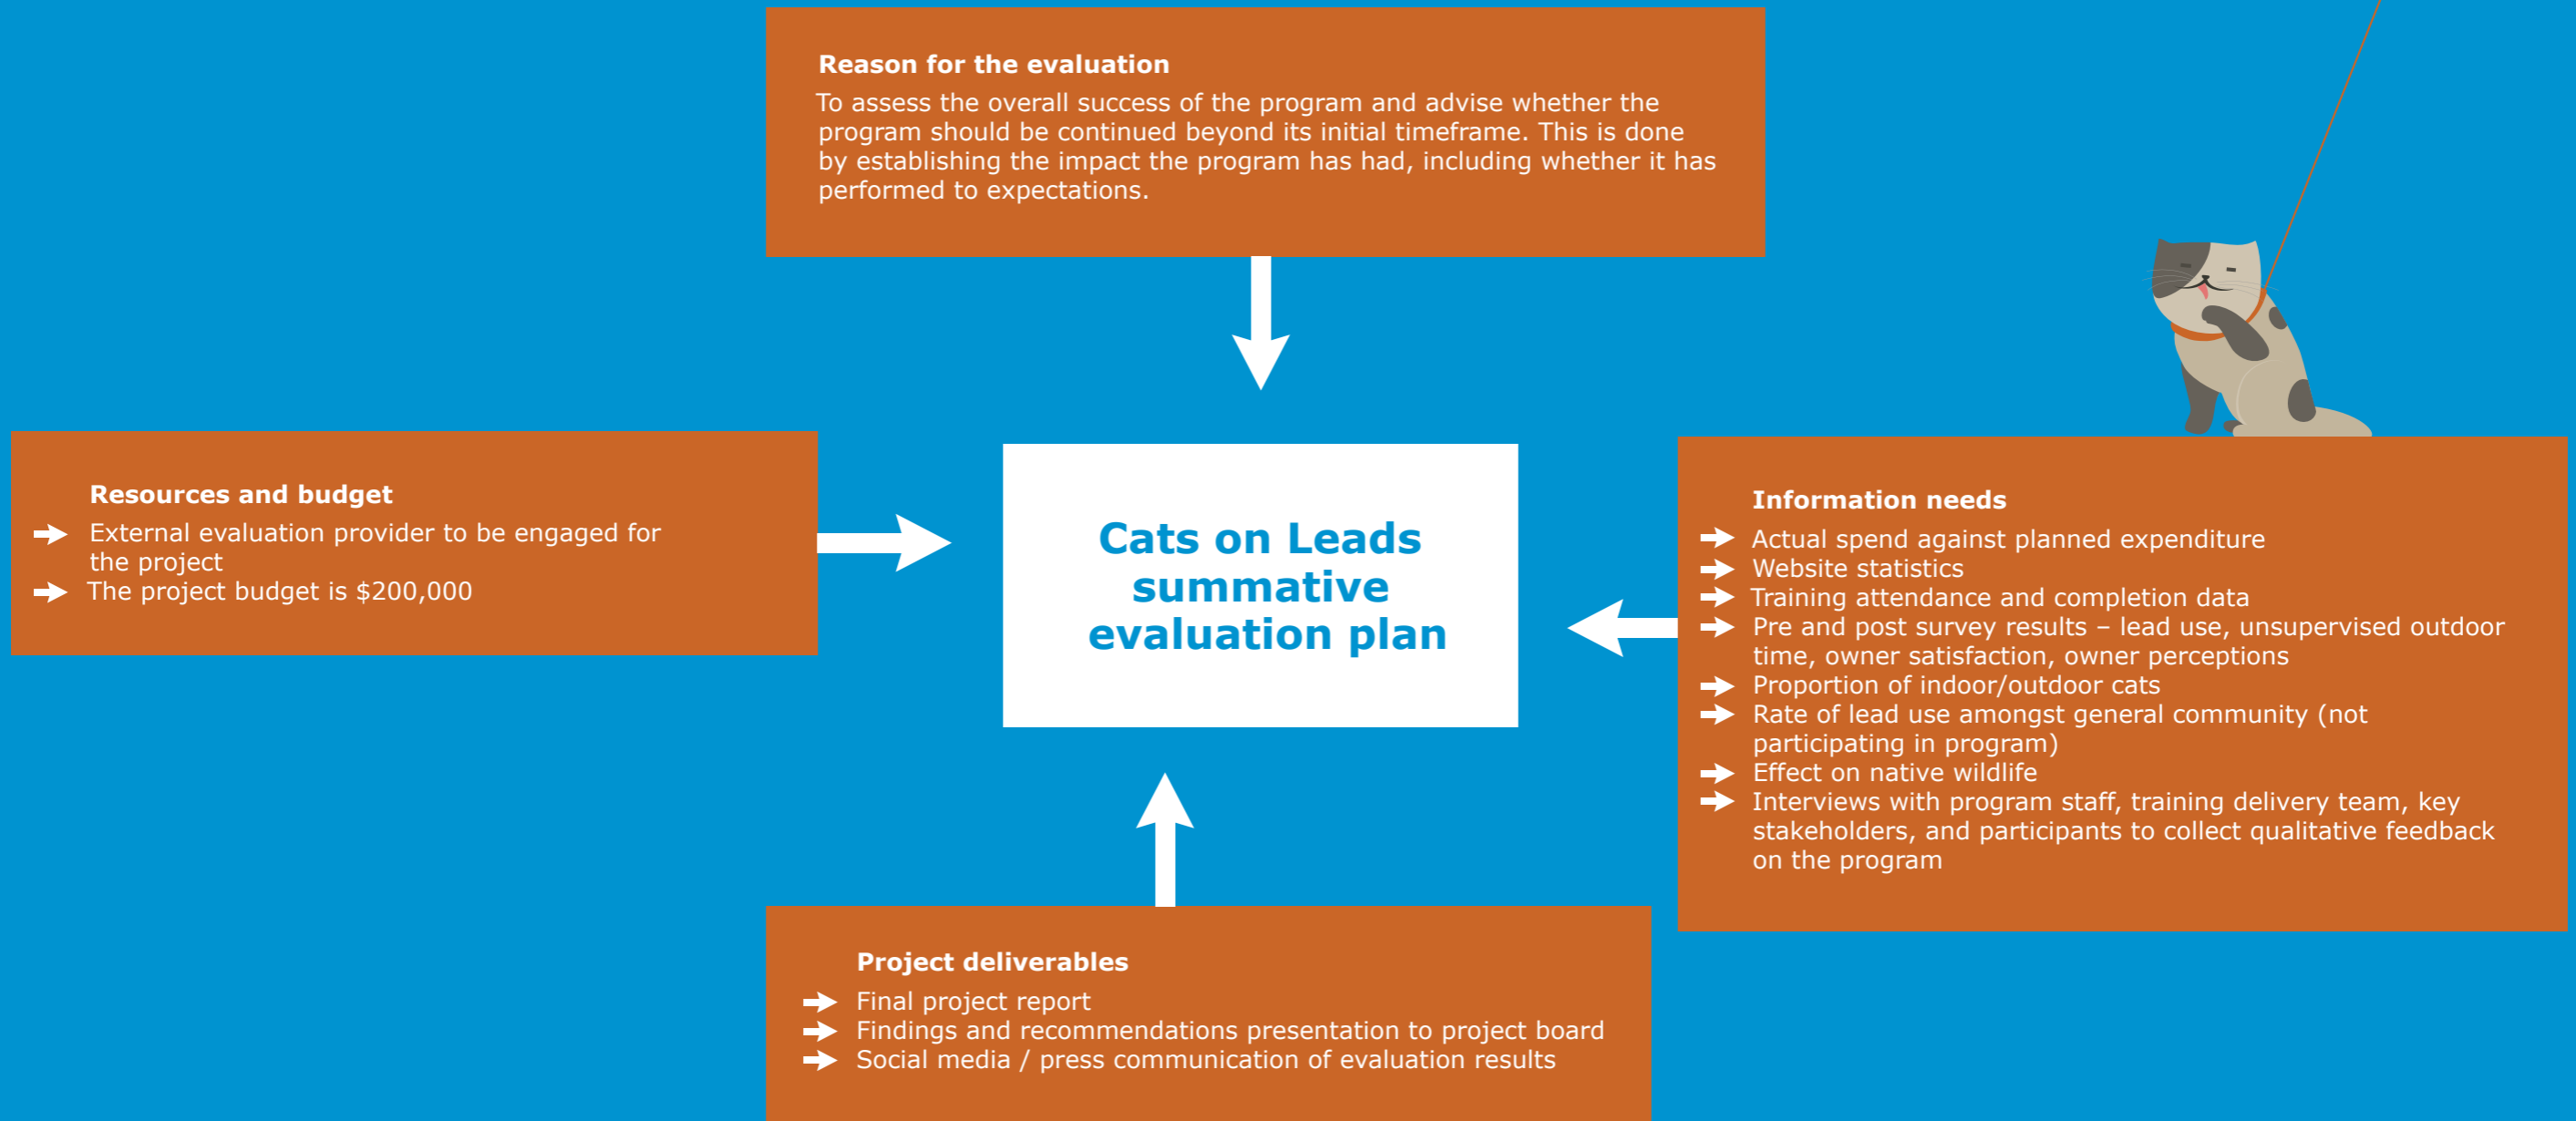 Reason for the evaluation
To assess the overall success of the program and advise whether the
program should be continued beyond its initial timeframe. This is done
by establishing the impact the program has had, including whether it has
performed to expectations.
Resources and budget
External evaluation provider to be engaged for
the project
The project budget is $200,000
Cats on Leads
summative
evaluation plan
Information needs
Actual spend against planned expenditure
Website statistics
Training attendance and completion data
Pre and post survey results – lead use, unsupervised outdoor
time, owner satisfaction, owner perceptions
Proportion of indoor/outdoor cats
Rate of lead use amongst general community (not
participating in program)
Effect on native wildlife
Interviews with program staff, training delivery team, key
stakeholders, and participants to collect qualitative feedback
on the program
Project deliverables
Final project report
Findings and recommendations presentation to project board
Social media / press communication of evaluation results